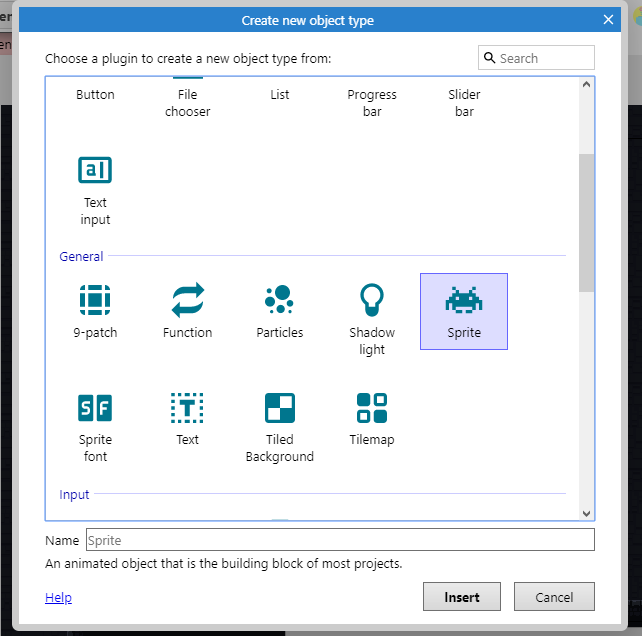 en
Create new object type
en
Choose a plugin to create a new object type from:
Search
Button
File
chooser
List
Progress
bar
Slider
bar
a
Text
input
General
9-patch
Function
Particles
Shadow
light
Sprite
S F
Sprite
font
T
Text
Tiled
Background
Tilemap
Input
Name
Sprite
An animated object that is the building block of most projects.
Help
Insert
Cancel